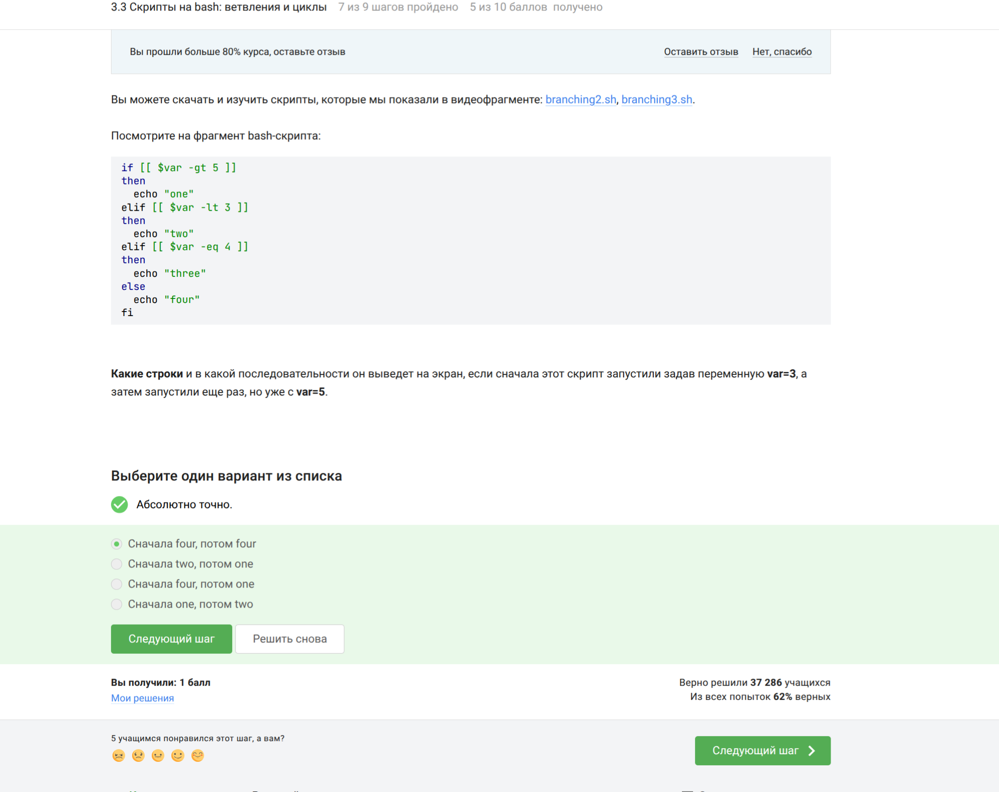 3.3 Скрипты на bash: ветвления и циклы 7 из 9 шагов пройдено 5 из 10 баллов получено
Вы прошли больше 80% курса, оставьте отзыв Оставить отзыв Нет, спасибо
Вы можете скачать и изучить скрипты, которые мы показали в видеофрагменте: branching2.sh, branching3.sh.
Посмотрите на фрагмент bash-скрипта:
if [[ $var -gt 5 ]]
then
  echo "one"
elif [[ $var -lt 3 ]]
then
  echo "two"
elif [[ $var -eq 4 ]]
then
  echo "three"
else
  echo "four"
fi
Какие строки и в какой последовательности он выведет на экран, если сначала этот скрипт запустили задав переменную var=3, а
затем запустили еще раз, но уже с var=5.
Выберите один вариант из списка
Абсолютно точно.
Сначала four, потом four
Сначала two, потом one
Сначала four, потом one
Сначала one, потом two
Следующий шаг Решить снова
Вы получили: 1 балл Верно решили 37 286 учащихся
Мои решения Из всех попыток 62% верных
5 учащимся понравился этот шаг, а вам?
Следующий шаг